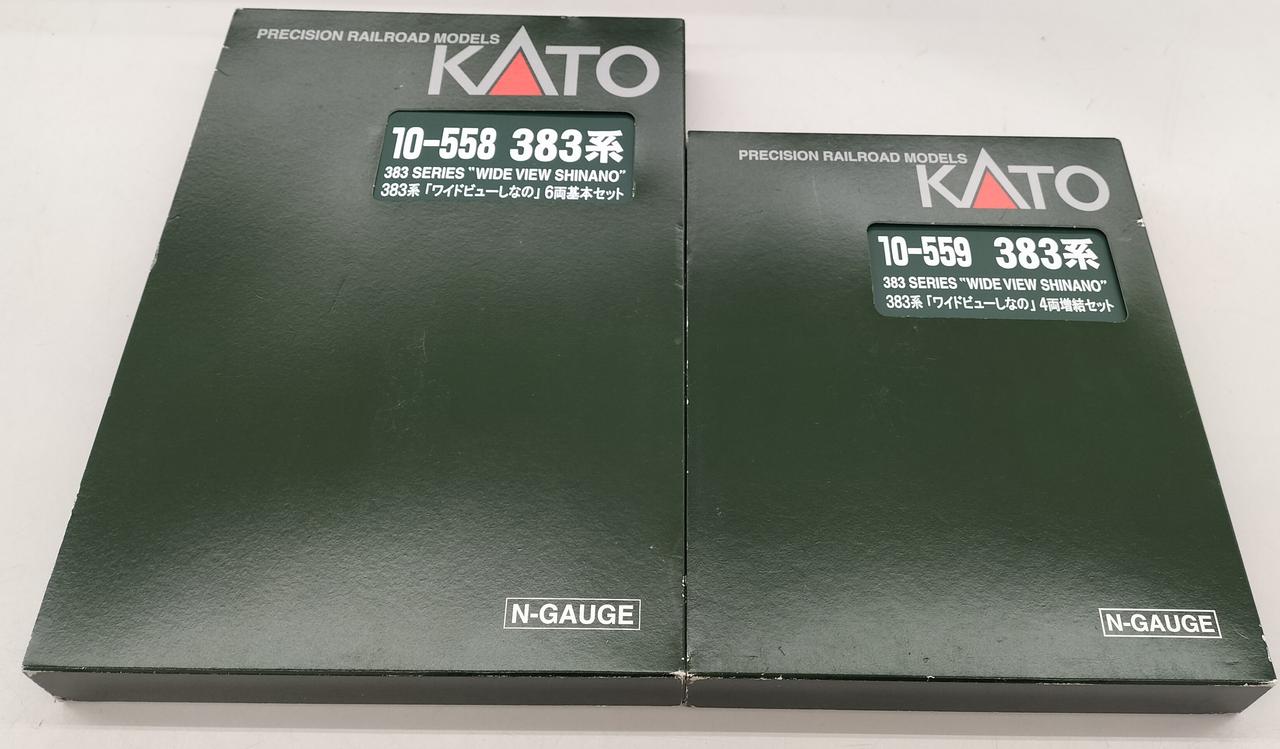 PRECISION RAILROAD MODELS
KATO
10-558 383系
383 SERIES "WIDE VIEW SHINANO"
383系「ワイドビューしなの」6両基本セット
N-GAUGE
PRECISION RAILROAD MODELS
KATO
10-559 383系
383 SERIES "WIDE VIEW SHINANO"
383系「ワイドビューしなの」4両増結セット
N-GAUGE